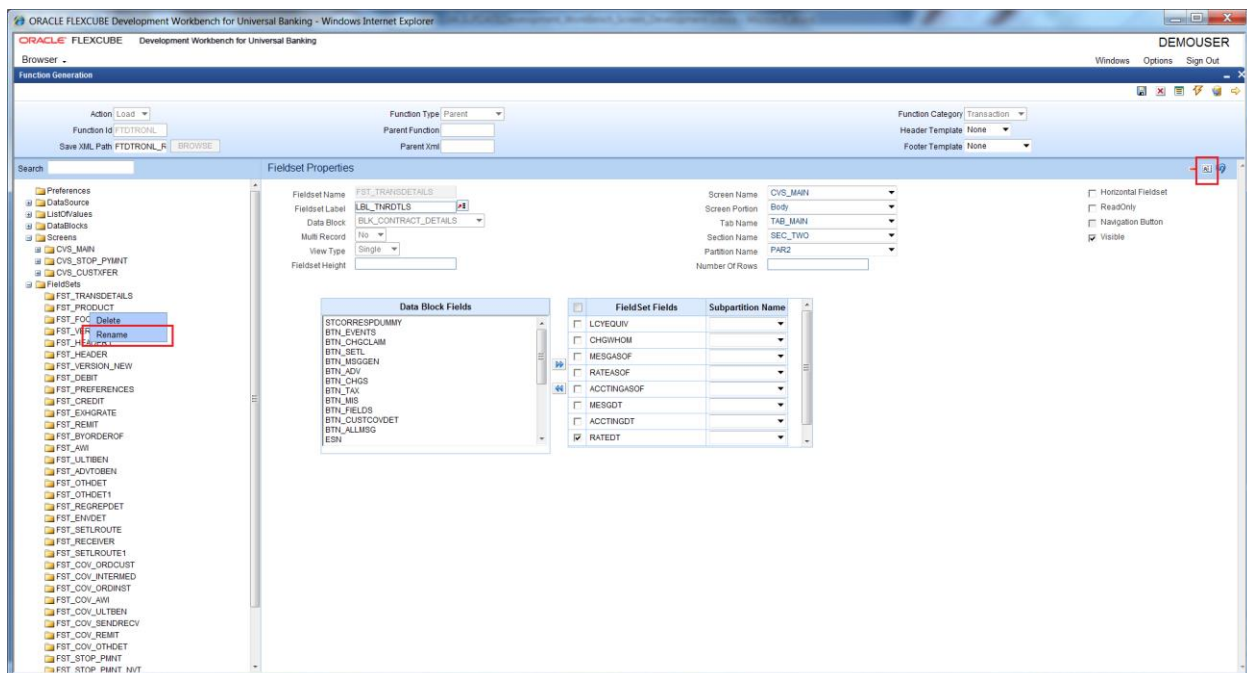 ORACLE FLEXCUBE Development Workbench for Universal Banking - Windows Internet Explorer
ORACLE FLEXCUBE Development Workbench for Universal Banking
DEMOUSER
Browser
Windows Options Sign Out
Function Generation
Action Load Function Type Parent Function Category Transaction
Function Id FTDTRONL Parent Function Header Template None
Save XML Path FTDTRONL_R BROWSE Parent Xml Footer Template None
Search
Fieldset Properties
Preferences
DataSource
ListOfValues
DataBlocks
Screens
CVS_MAIN
CVS_STOP_PYMNT
CVS_CUSTXFER
FieldSets
FST_TRANSDETAILS
FST_PRODUCT
Delete
Rename
FST_HEADER
FST_VERSION_NEW
FST_DEBIT
FST_PREFERENCES
FST_CREDIT
FST_EXHGRATE
FST_REMIT
FST_BYORDEROF
FST_AWI
FST_ULTIBEN
FST_ADVTOBEN
FST_OTHDET
FST_OTHDET1
FST_REGREPDET
FST_ENVDET
FST_SETLROUTE
FST_RECEIVER
FST_SETLROUTE1
FST_COV_ORDCUST
FST_COV_INTERMED
FST_COV_ORDINST
FST_COV_AWI
FST_COV_ULTBEN
FST_COV_SENDRECV
FST_COV_REMIT
FST_COV_OTHDET
FST_STOP_PMNT
FST_STOP_PMNT_NVT
Fieldset Name FST_TRANSDETAILS
Fieldset Label LBL_TNRDTLS
Data Block BLK_CONTRACT_DETAILS
Multi Record No
View Type Single
Fieldset Height
Screen Name CVS_MAIN
Screen Portion Body
Tab Name TAB_MAIN
Section Name SEC_TWO
Partition Name PAR2
Number Of Rows
Horizontal Fieldset
ReadOnly
Navigation Button
Visible
Data Block Fields
STCORRESPDUMMY
BTN_EVENTS
BTN_CHGCLAIM
BTN_SETL
BTN_MSGGEN
BTN_ADV
BTN_CHGS
BTN_TAX
BTN_MIS
BTN_FIELDS
BTN_CUSTCOVDET
BTN_ALLMSG
ESN
FieldSet Fields Subpartition Name
LCYEQUIV
CHGWHOM
MESGASOF
RATEASOF
ACCTINGASOF
MESGDT
ACCTINGDT
RATEDT